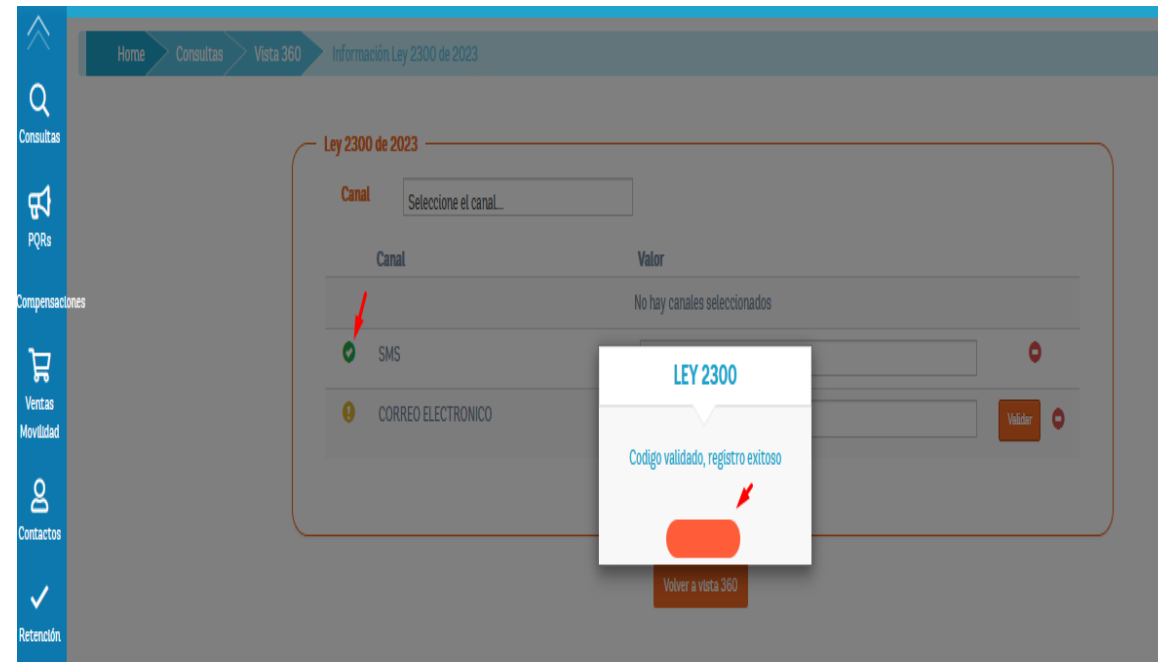 Home Consultas Vista 360 Información Ley 2300 de 2023
Consultas
PQRs
Compensaciones
Ventas
Movilidad
Contactos
Retención
Ley 2300 de 2023
Canal Seleccione el canal...
Canal Valor
No hay canales seleccionados
SMS
CORREO ELECTRONICO Validar
LEY 2300
Codigo validado, registro exitoso
Volver a vista 360